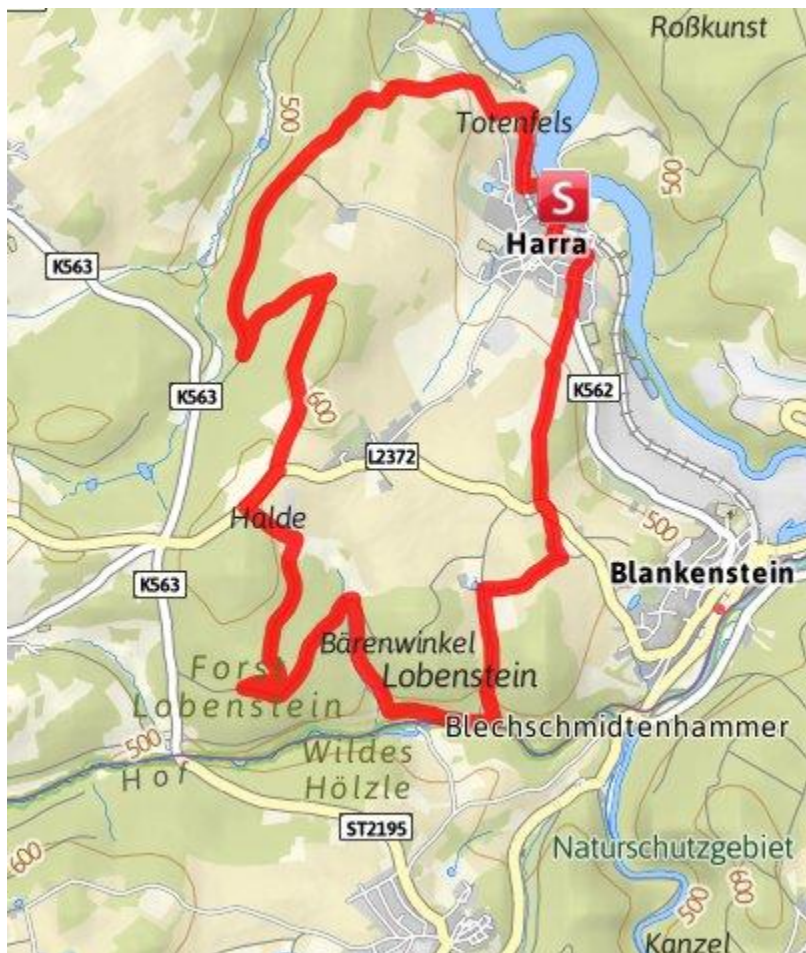 Roßkunst
500
Totenfels
500
S
Harra
K563
K562
K563
600
L2372
Halde
500
Blankenstein
K563
Bärenwinkel
Forst
Lobenstein
Lobenstein
Blechschmidtenhammer
500
Wildes
Hof
Hölzle
ST2195
Naturschutzgebiet
600
500
600
Kanzel